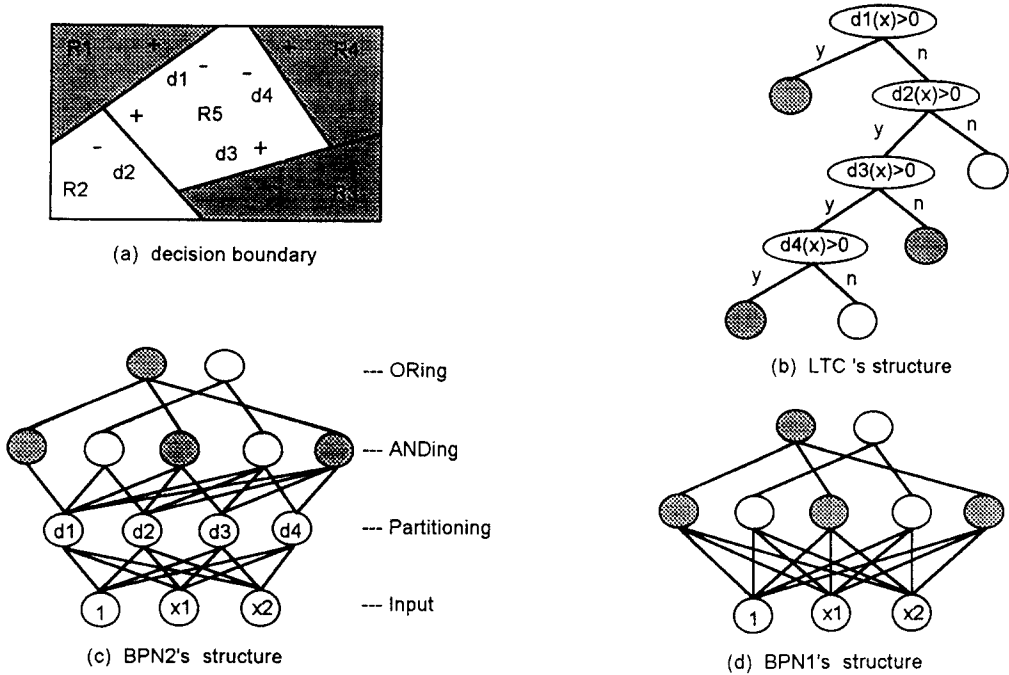 R1 + R4 +
d1 - -
d4
+ R5
- d3 +
d2
R2 R3
(a) decision boundary
d1(x)>0
y n
d2(x)>0
y n
d3(x)>0
y n
d4(x)>0
y n
(b) LTC 's structure
--- ORing
--- ANDing
d1 d2 d3 d4 --- Partitioning
1 x1 x2 --- Input
(c) BPN2's structure
1 x1 x2
(d) BPN1's structure